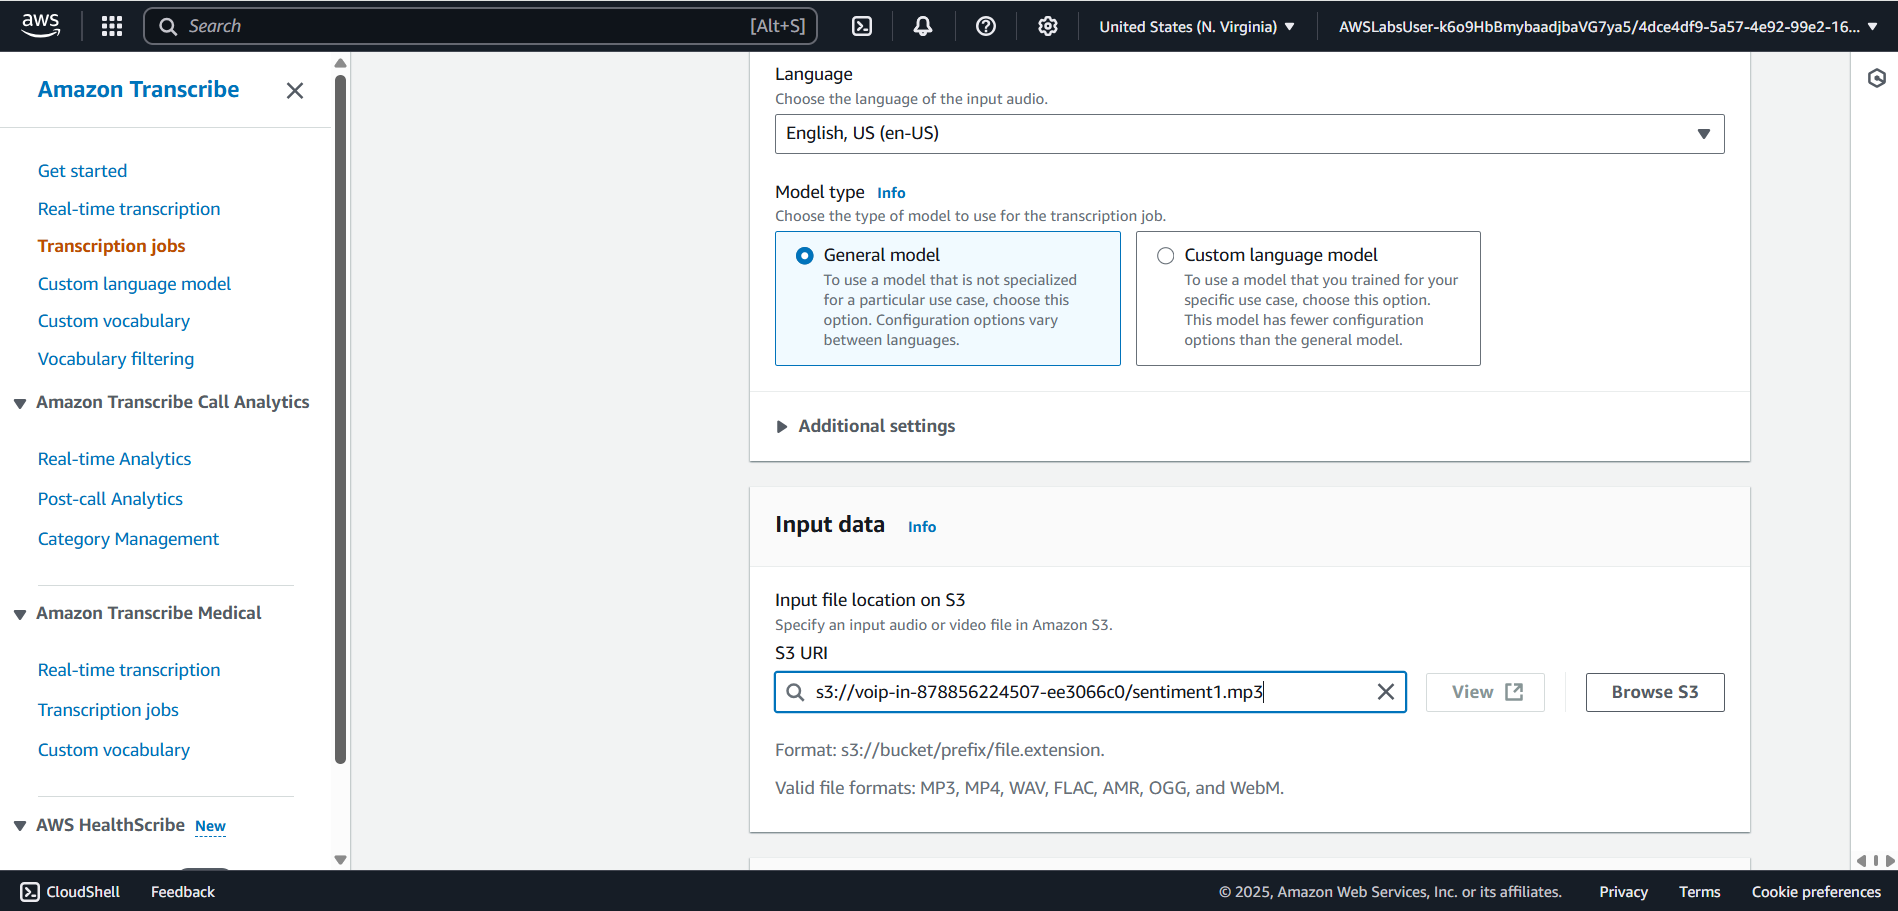 aws
Search
[Alt+S]
United States (N. Virginia)
AWSLabsUser-k6o9HbBmybaadjbaVG7ya5/4dce4df9-5a57-4e92-99e2-16...
Amazon Transcribe
Get started
Real-time transcription
Transcription jobs
Custom language model
Custom vocabulary
Vocabulary filtering
Amazon Transcribe Call Analytics
Real-time Analytics
Post-call Analytics
Category Management
Amazon Transcribe Medical
Real-time transcription
Transcription jobs
Custom vocabulary
AWS HealthScribe New
Language
Choose the language of the input audio.
English, US (en-US)
Model type Info
Choose the type of model to use for the transcription job.
General model
To use a model that is not specialized
for a particular use case, choose this
option. Configuration options vary
between languages.
Custom language model
To use a model that you trained for your
specific use case, choose this option.
This model has fewer configuration
options than the general model.
Additional settings
Input data Info
Input file location on S3
Specify an input audio or video file in Amazon S3.
S3 URI
s3://voip-in-878856224507-ee3066c0/sentiment1.mp3
View
Browse S3
Format: s3://bucket/prefix/file.extension.
Valid file formats: MP3, MP4, WAV, FLAC, AMR, OGG, and WebM.
CloudShell
Feedback
© 2025, Amazon Web Services, Inc. or its affiliates.
Privacy
Terms
Cookie preferences